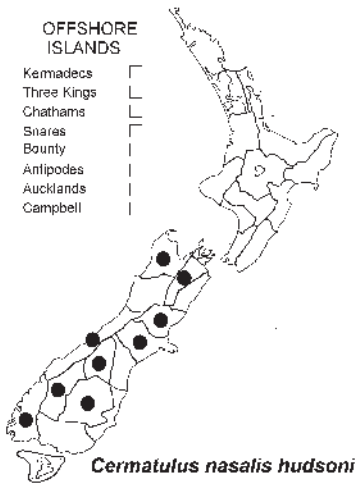 OFFSHORE
ISLANDS
Kermadecs
Three Kings
Chathams
Snares
Bounty
Antipodes
Aucklands
Campbell
Cermatulus nasalis hudsoni